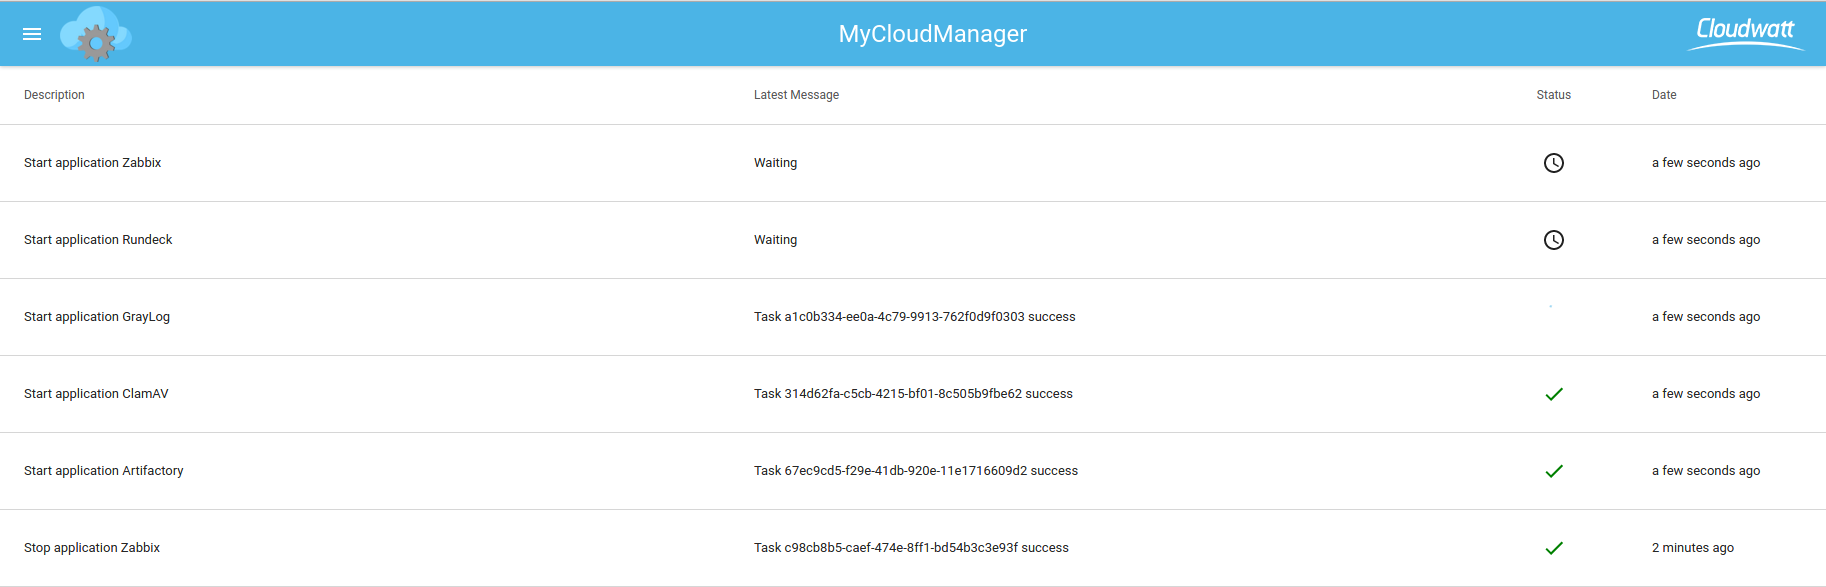 MyCloudManager
Cloudwatt
Description Latest Message Status Date
Start application Zabbix Waiting a few seconds ago
Start application Rundeck Waiting a few seconds ago
Start application GrayLog Task a1c0b334-ee0a-4c79-9913-762f0d9f0303 success a few seconds ago
Start application ClamAV Task 314d62fa-c5cb-4215-bf01-8c505b9fbe62 success a few seconds ago
Start application Artifactory Task 67ec9cd5-f29e-41db-920e-11e1716609d2 success a few seconds ago
Stop application Zabbix Task c98cb8b5-caef-474e-8ff1-bd54b3c3e93f success 2 minutes ago